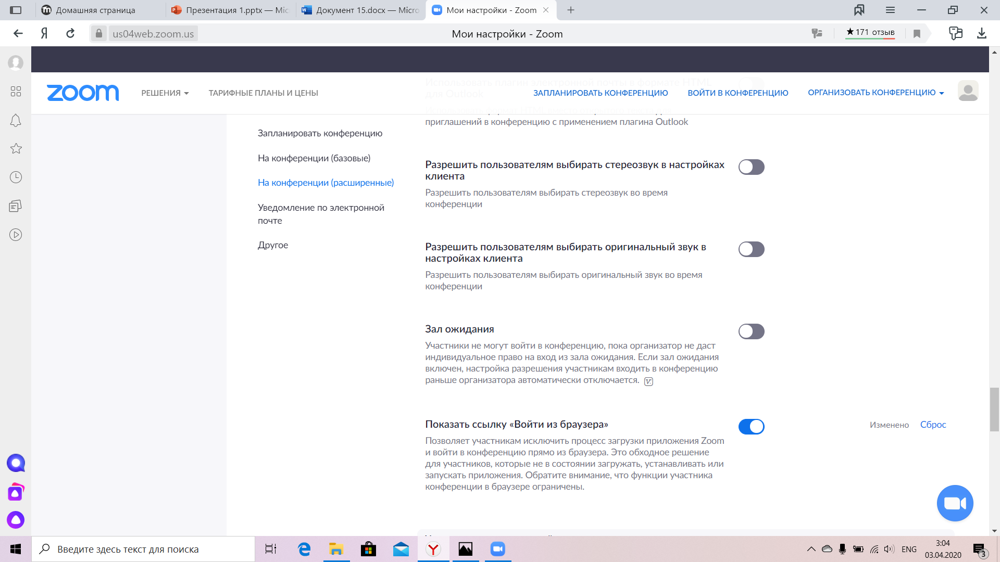 Домашняя страница
Презентация 1.pptx — Mic
Документ 15.docx — Micro
Мои настройки - Zoom
us04web.zoom.us
Мои настройки - Zoom
★171 отзыв
zoom
РЕШЕНИЯ
ТАРИФНЫЕ ПЛАНЫ И ЦЕНЫ
ЗАПЛАНИРОВАТЬ КОНФЕРЕНЦИЮ
ВОЙТИ В КОНФЕРЕНЦИЮ
ОРГАНИЗОВАТЬ КОНФЕРЕНЦИЮ
Использовать плагин электронной почты в формате HTML
для Outlook
приглашений в конференцию с применением плагина Outlook
Запланировать конференцию
На конференции (базовые)
На конференции (расширенные)
Уведомление по электронной
почте
Другое
Разрешить пользователям выбирать стереозвук в настройках
клиента
Разрешить пользователям выбирать стереозвук во время
конференции
Разрешить пользователям выбирать оригинальный звук в
настройках клиента
Разрешить пользователям выбирать оригинальный звук во время
конференции
Зал ожидания
Участники не могут войти в конференцию, пока организатор не даст
индивидуальное право на вход из зала ожидания. Если зал ожидания
включен, настройка разрешения участникам входить в конференцию
раньше организатора автоматически отключается.
Показать ссылку «Войти из браузера»
Изменено Сброс
Позволяет участникам исключить процесс загрузки приложения Zoom
и войти в конференцию прямо из браузера. Это обходное решение
для участников, которые не в состоянии загружать, устанавливать или
запускать приложения. Обратите внимание, что функции участника
конференции в браузере ограничены.
Введите здесь текст для поиска
ENG
3:04
03.04.2020
3